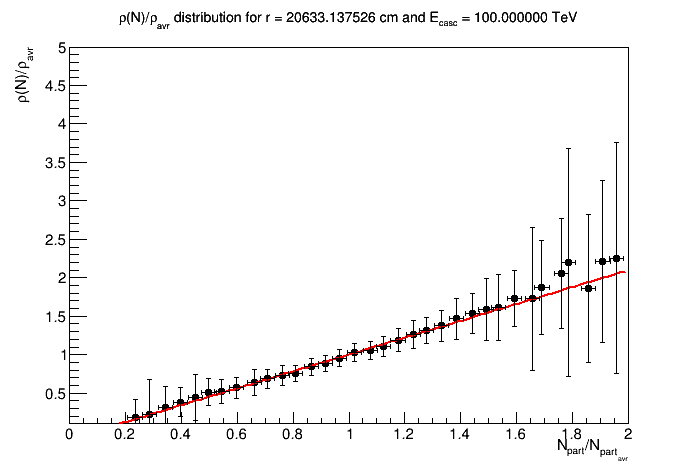 ρ(N)/ρavr distribution for r = 20633.137526 cm and Ecasc = 100.000000 TeV
ρ(N)/ρavr
5
4.5
4
3.5
3
2.5
2
1.5
1
0.5
0 0.2 0.4 0.6 0.8 1 1.2 1.4 1.6 1.8 2
Npart/Npartavr